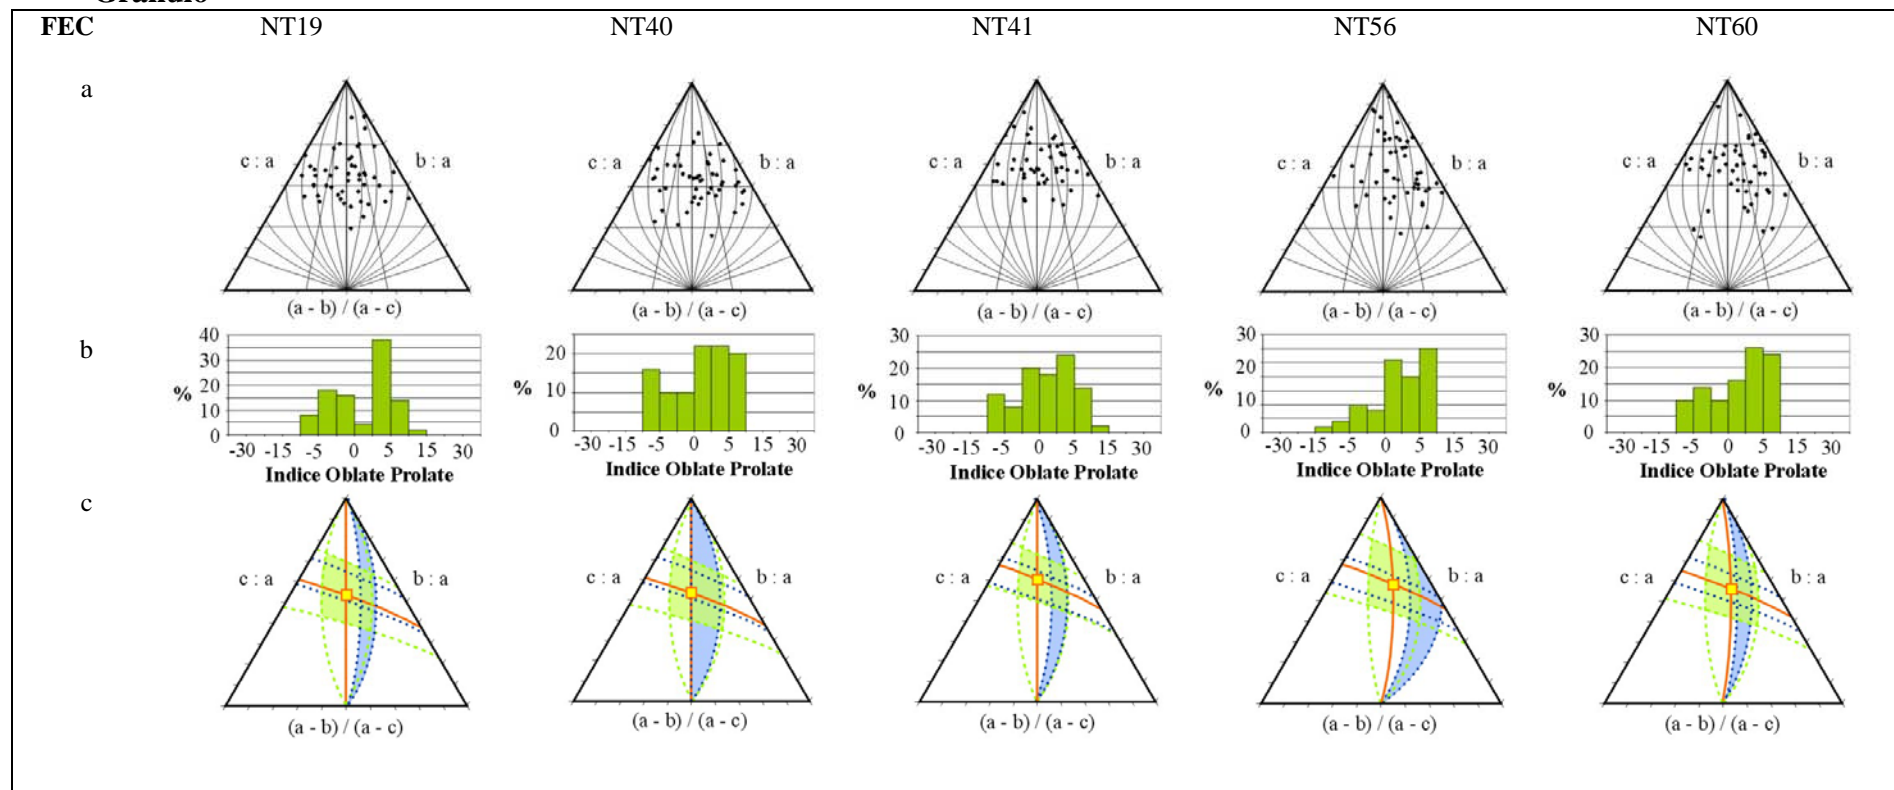 FEC NT19 NT40 NT41 NT56 NT60
a
c : a b : a c : a b : a c : a b : a c : a b : a c : a b : a
(a - b) / (a - c) (a - b) / (a - c) (a - b) / (a - c) (a - b) / (a - c) (a - b) / (a - c)
b
40 30 20 10 0 %
-30 -15 -5 0 5 15 30
Indice Oblate Prolate
20 10 0 %
-30 -15 -5 0 5 15 30
Indice Oblate Prolate
30 20 10 0 %
-30 -15 -5 0 5 15 30
Indice Oblate Prolate
30 20 10 0 %
-30 -15 -5 0 5 15 30
Indice Oblate Prolate
30 20 10 0 %
-30 -15 -5 0 5 15 30
Indice Oblate Prolate
c
c : a b : a c : a b : a c : a b : a c : a b : a c : a b : a
(a - b) / (a - c) (a - b) / (a - c) (a - b) / (a - c) (a - b) / (a - c) (a - b) / (a - c)